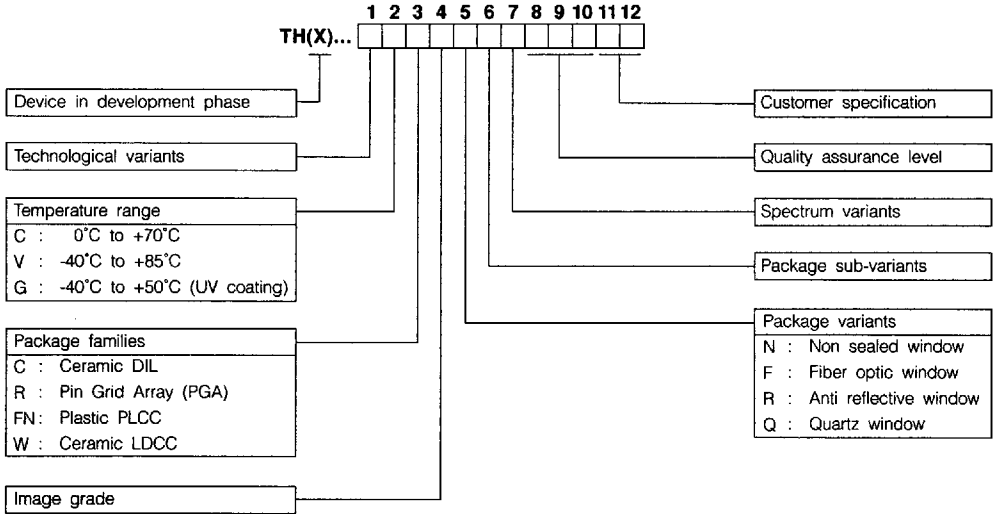 1 2 3 4 5 6 7 8 9 10 11 12
TH(X)...
Device in development phase
Technological variants
Temperature range
C : 0°C to +70°C
V : -40°C to +85°C
G : -40°C to +50°C (UV coating)
Package families
C : Ceramic DIL
R : Pin Grid Array (PGA)
FN : Plastic PLCC
W : Ceramic LDCC
Image grade
Customer specification
Quality assurance level
Spectrum variants
Package sub-variants
Package variants
N : Non sealed window
F : Fiber optic window
R : Anti reflective window
Q : Quartz window